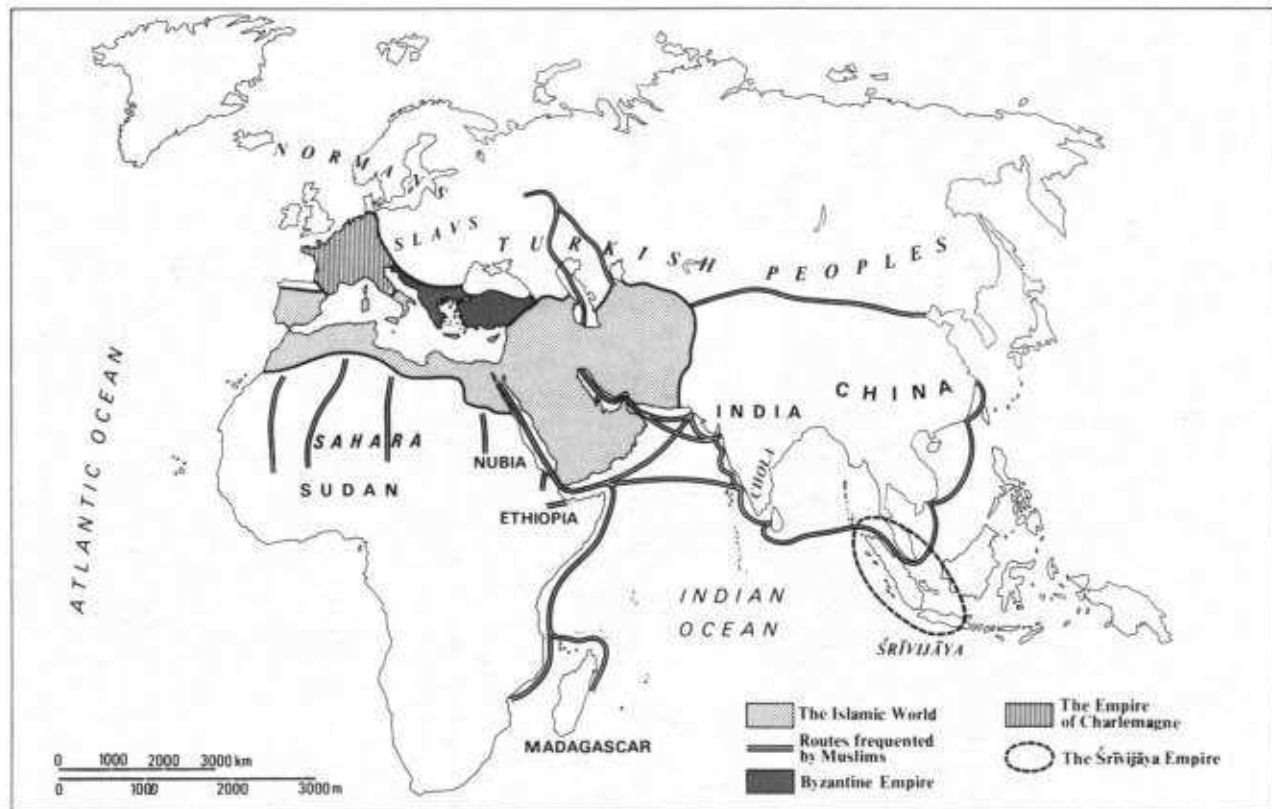 NORMANS
SLAVS
TURKISH PEOPLES
ATLANTIC OCEAN
SAHARA
SUDAN
NUBIA
ETHIOPIA
INDIA
CHINA
CHOLA
INDIAN
OCEAN
ŚRĪVIJĀYA
MADAGASCAR
0 1000 2000 3000 km
0 1000 2000 3000 m
The Islamic World
Routes frequented
by Muslims
Byzantine Empire
The Empire
of Charlemagne
The Śrīvijāya Empire